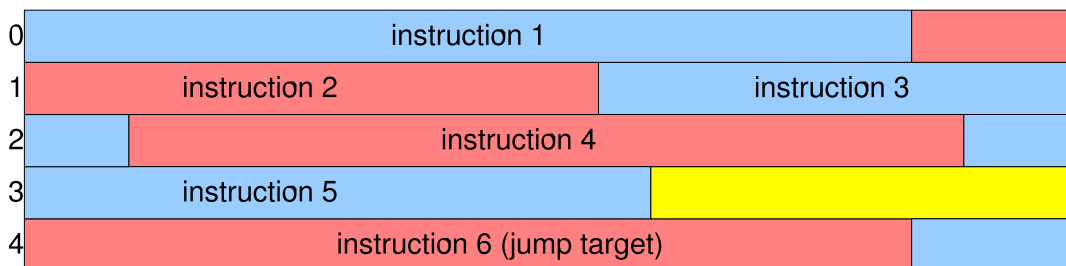 0 instruction 1
1 instruction 2 instruction 3
2 instruction 4
3 instruction 5
4 instruction 6 (jump target)